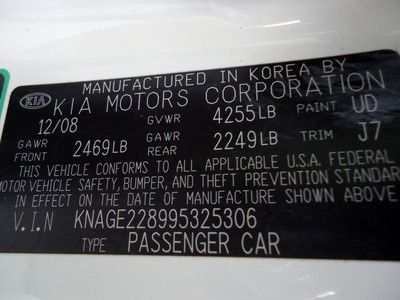 MANUFACTURED IN KOREA BY
KIA KIA MOTORS CORPORATION
12/08 GVWR 4255LB PAINT UD
GAWR FRONT 2469LB GAWR REAR 2249LB TRIM J7
THIS VEHICLE CONFORMS TO ALL APPLICABLE U.S.A. FEDERAL
MOTOR VEHICLE SAFETY, BUMPER, AND THEFT PREVENTION STANDAR
IN EFFECT ON THE DATE OF MANUFACTURE SHOWN ABOVE
V.I.N KNAGE228995325306
TYPE PASSENGER CAR